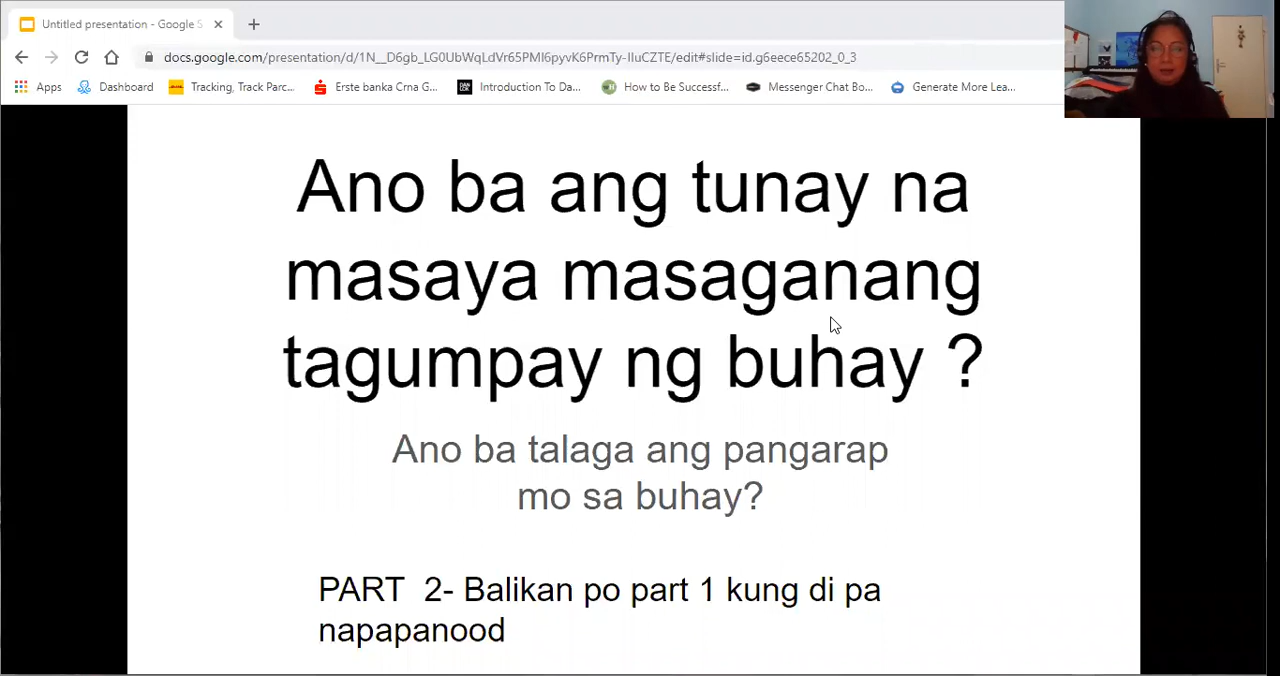 Untitled presentation - Google S
docs.google.com/presentation/d/1N__D6gb_fG0UbWqLdVr65PMI6pyvK6PrmTy-IIuCZTE/edit#slide=id.g6eece65202_0_3
Apps Dashboard Tracking, Track Parc... Erste banka Crna G... Introduction To Da... How to Be Successf... Messenger Chat Bo... Generate More Lea...
Ano ba ang tunay na
masaya masaganang
tagumpay ng buhay ?
Ano ba talaga ang pangarap
mo sa buhay?
PART 2- Balikan po part 1 kung di pa
napapanood